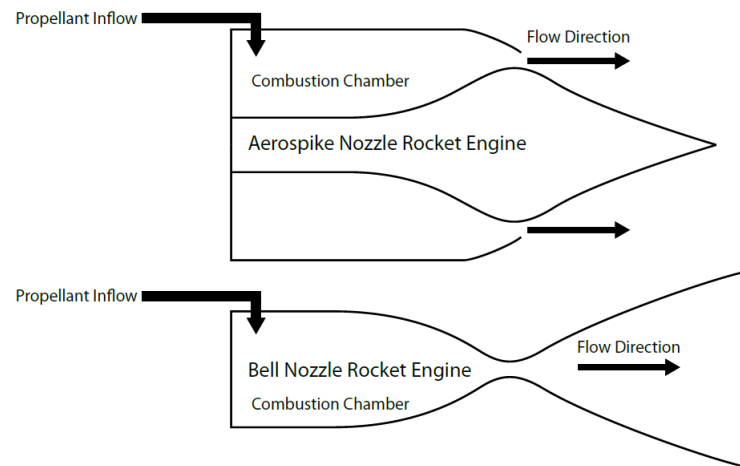 Propellant Inflow
Flow Direction
Combustion Chamber
Aerospike Nozzle Rocket Engine
Propellant Inflow
Flow Direction
Bell Nozzle Rocket Engine
Combustion Chamber